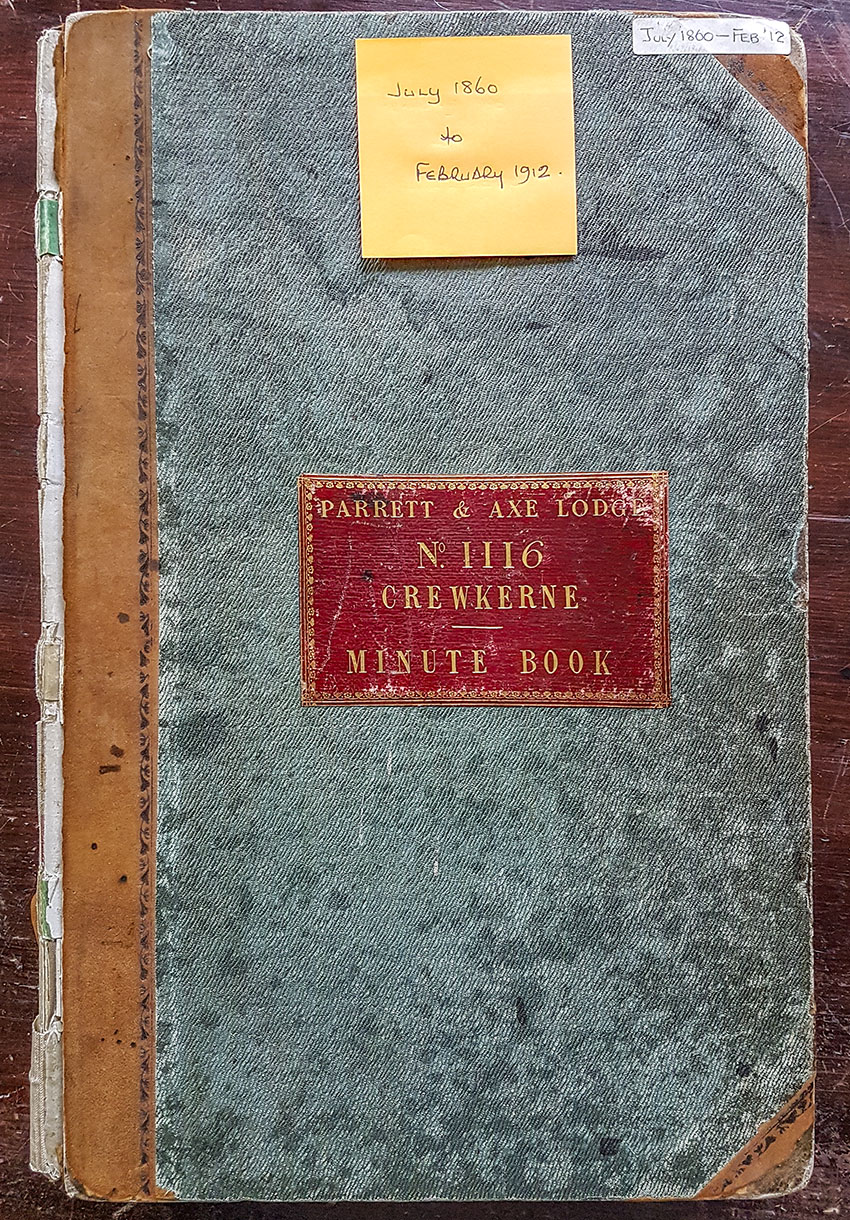 JULY 1860 – FEB '12
JULY 1860
to
FEBRUARY 1912.
PARRETT & AXE LODGE
No. 1116
CREWKERNE
MINUTE BOOK